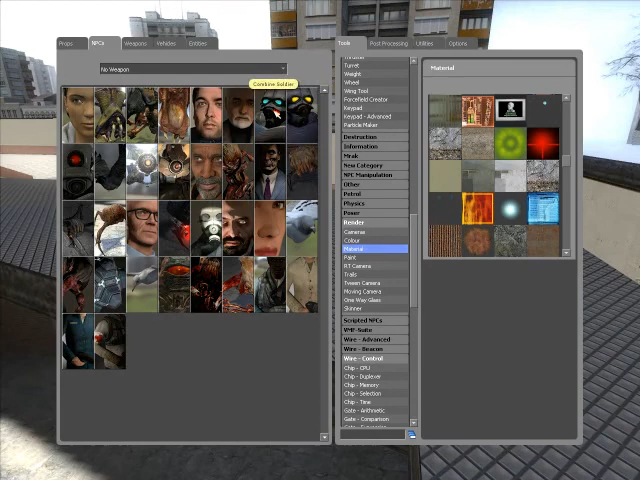 Props
NPCs
Weapons
Vehicles
Entities
No Weapon
Combine Soldier
Tools
Post Processing
Utilities
Options
Turret
Weight
Wheel
Wing Tool
Forcefield Creator
Keypad
Keypad - Advanced
Particle Maker
Destruction
Information
Mrak
New Category
NPC Manipulation
Other
Petrol
Physics
Poser
Render
Cameras
Colour
Material
Paint
RT Camera
Trails
Tween Camera
Moving Camera
One Way Glass
Skinner
Scripted NPCs
VMF-Suite
Wire - Advanced
Wire - Beacon
Wire - Control
Chip - CPU
Chip - Duplexer
Chip - Memory
Chip - Selection
Chip - Time
Gate - Arithmetic
Gate - Comparison
Material